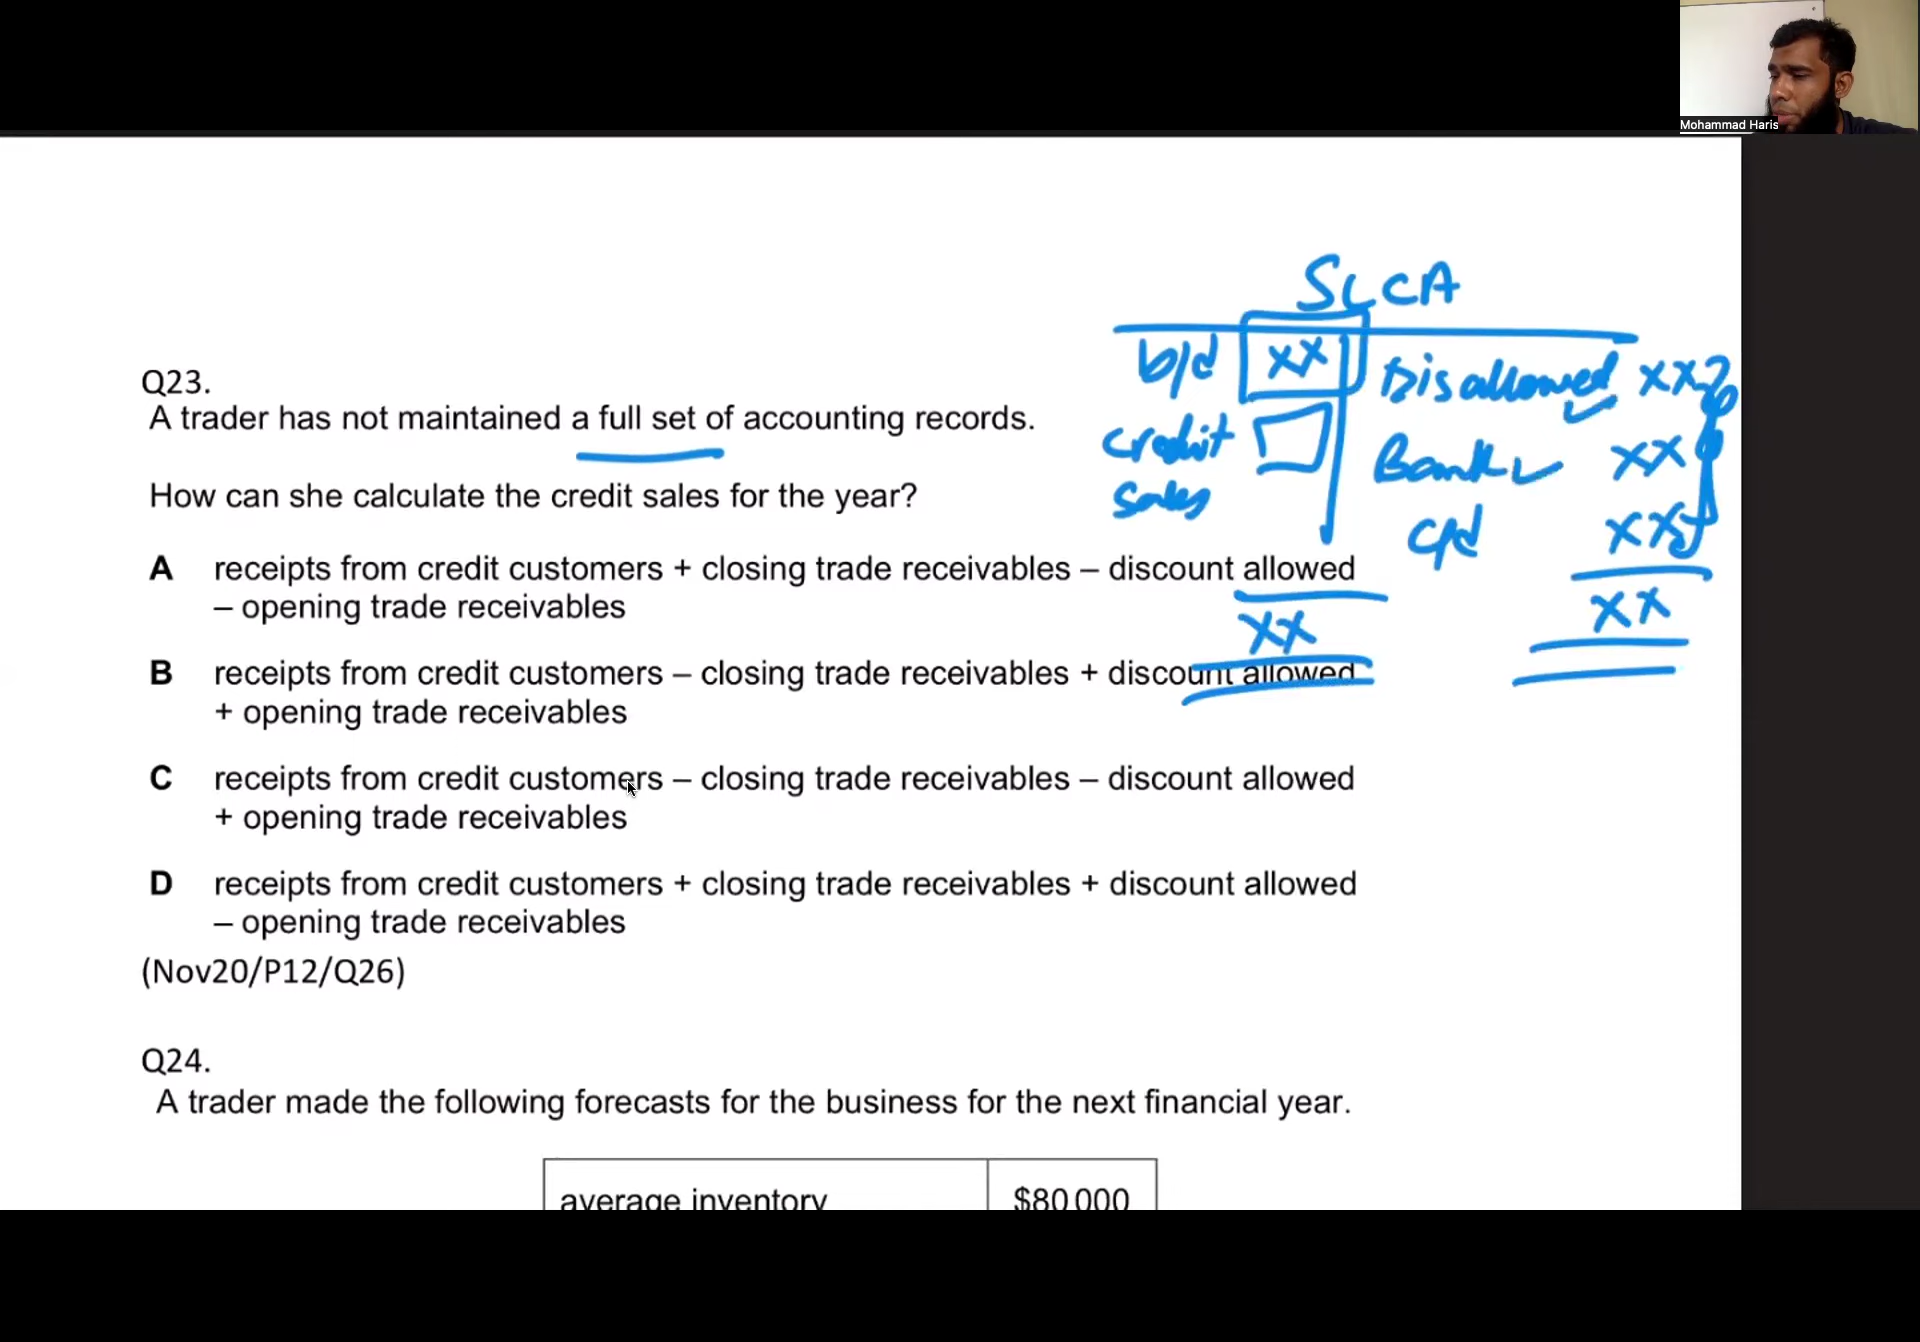 Mohammad Haris
SLCA
b/d xx Disallowed xx
credit Bank xx
sales c/d xx
xx xx
Q23.
A trader has not maintained a full set of accounting records.
How can she calculate the credit sales for the year?
A receipts from credit customers + closing trade receivables – discount allowed
– opening trade receivables
B receipts from credit customers – closing trade receivables + discount allowed
+ opening trade receivables
C receipts from credit customers – closing trade receivables – discount allowed
+ opening trade receivables
D receipts from credit customers + closing trade receivables + discount allowed
– opening trade receivables
(Nov20/P12/Q26)
Q24.
A trader made the following forecasts for the business for the next financial year.
average inventory $80 000